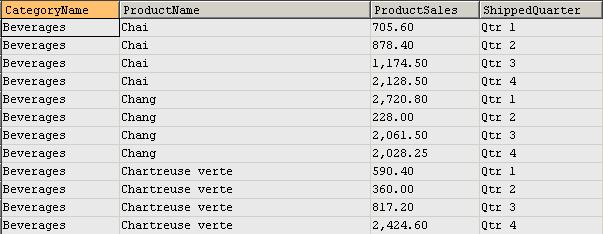 CategoryName ProductName ProductSales ShippedQuarter
Beverages Chai 705.60 Qtr 1
Beverages Chai 878.40 Qtr 2
Beverages Chai 1,174.50 Qtr 3
Beverages Chai 2,128.50 Qtr 4
Beverages Chang 2,720.80 Qtr 1
Beverages Chang 228.00 Qtr 2
Beverages Chang 2,061.50 Qtr 3
Beverages Chang 2,028.25 Qtr 4
Beverages Chartreuse verte 590.40 Qtr 1
Beverages Chartreuse verte 360.00 Qtr 2
Beverages Chartreuse verte 817.20 Qtr 3
Beverages Chartreuse verte 2,424.60 Qtr 4